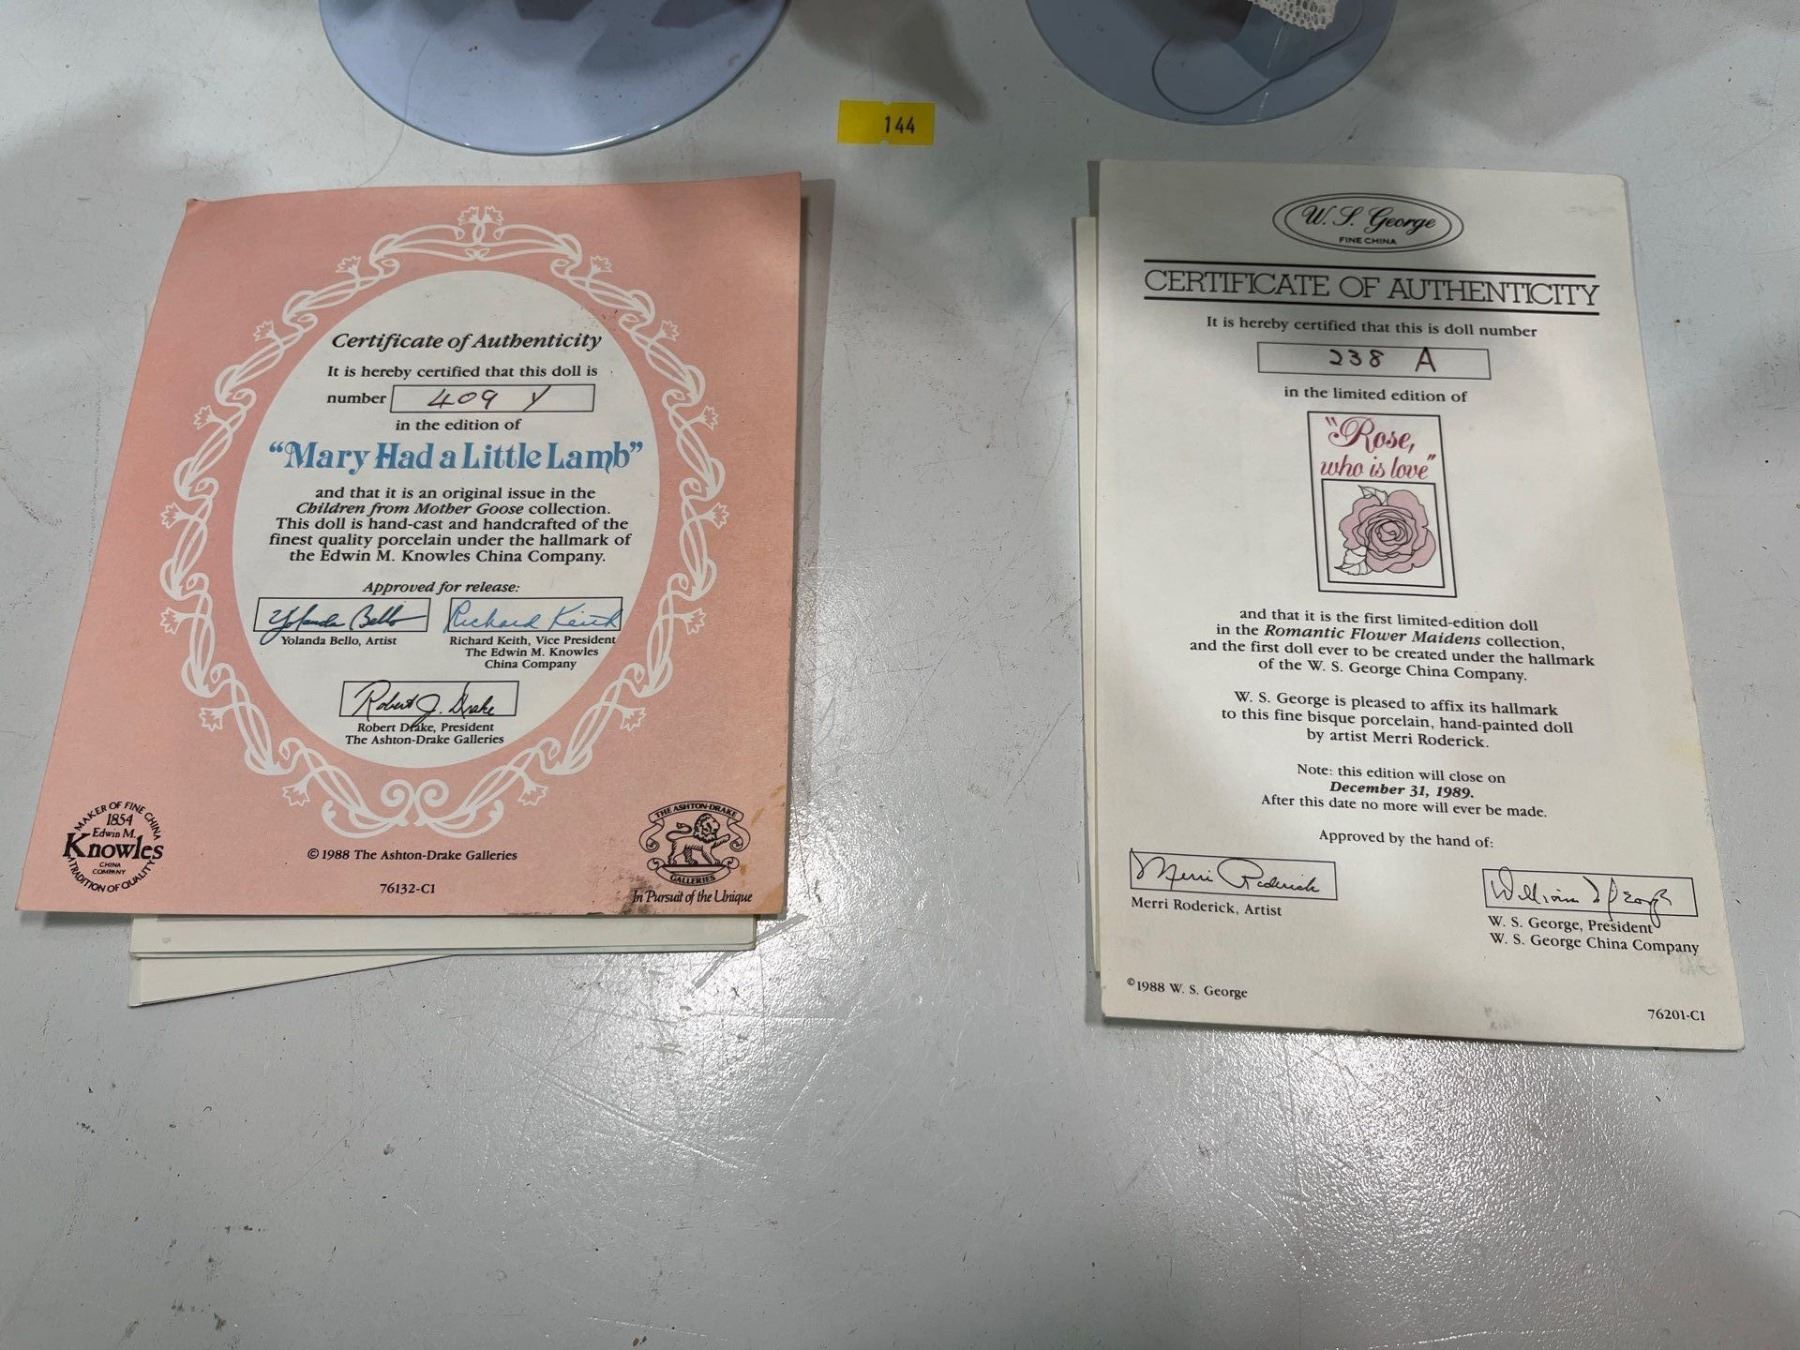 144
Certificate of Authenticity
It is hereby certified that this doll is
number 409 Y
in the edition of
“Mary Had a Little Lamb”
and that it is an original issue in the
Children from Mother Goose collection.
This doll is hand-cast and handcrafted of the
finest quality porcelain under the hallmark of
the Edwin M. Knowles China Company.
Approved for release:
Yolanda Bello
Richard Keith
Yolanda Bello, Artist
Richard Keith, Vice President
The Edwin M. Knowles
China Company
Robert J. Drake
Robert Drake, President
The Ashton-Drake Galleries
MAKER OF FINE CHINA
1854
Edwin M.
Knowles
CHINA
COMPANY
TRADITION OF QUALITY
© 1988 The Ashton-Drake Galleries
76132-C1
THE ASHTON-DRAKE
GALLERIES
In Pursuit of the Unique
W. S. George
FINE CHINA
CERTIFICATE OF AUTHENTICITY
It is hereby certified that this is doll number
238 A
in the limited edition of
“Rose,
who is love”
and that it is the first limited-edition doll
in the Romantic Flower Maidens collection,
and the first doll ever to be created under the hallmark
of the W. S. George China Company.
W. S. George is pleased to affix its hallmark
to this fine bisque porcelain, hand-painted doll
by artist Merri Roderick.
Note: this edition will close on
December 31, 1989.
After this date no more will ever be made.
Approved by the hand of:
Merri Roderick
William S George
Merri Roderick, Artist
W. S. George, President
W. S. George China Company
©1988 W. S. George
76201-C1